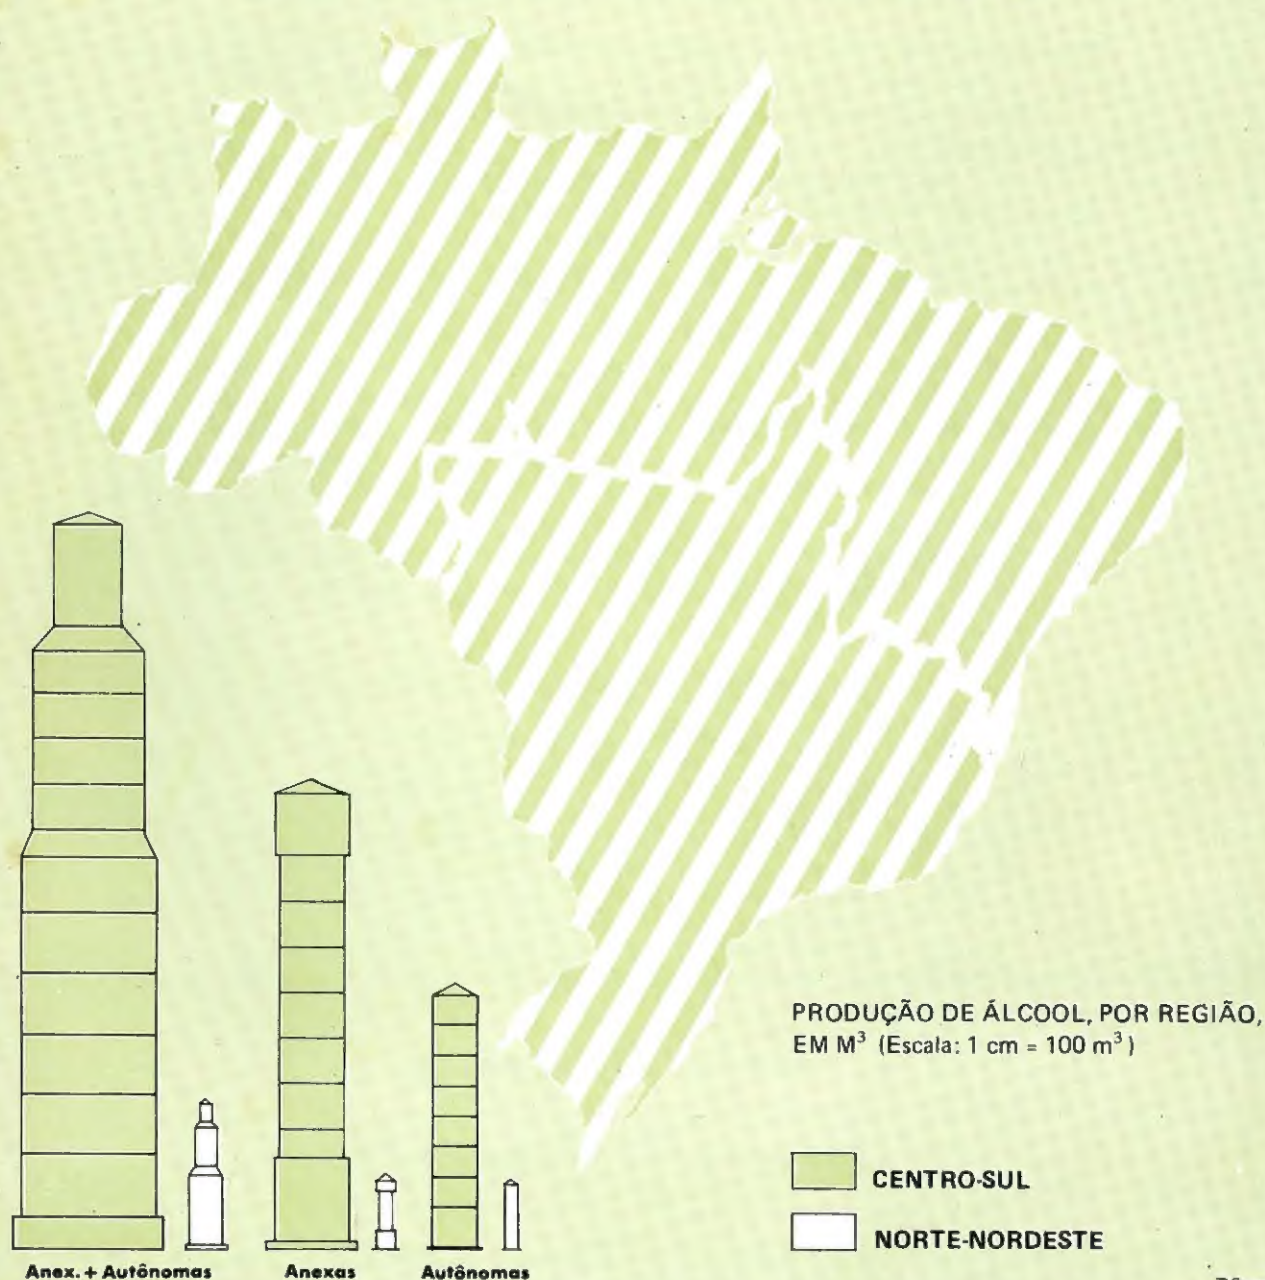 PRODUÇÃO DE ÁLCOOL, POR REGIÃO,
EM M³ (Escala: 1 cm = 100 m³)
CENTRO-SUL
NORTE-NORDESTE
Anex. + Autônomas
Anexas
Autônomas